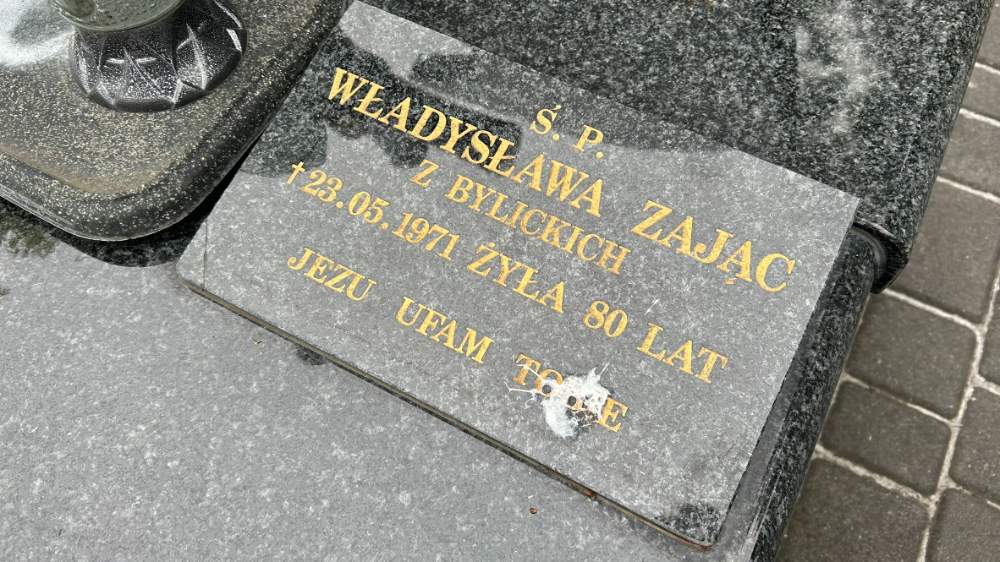 Ś. P.
WŁADYSŁAWA ZAJĄC
Z BYLICKICH
†23.05.1971 ŻYŁA 80 LAT
JEZU UFAM